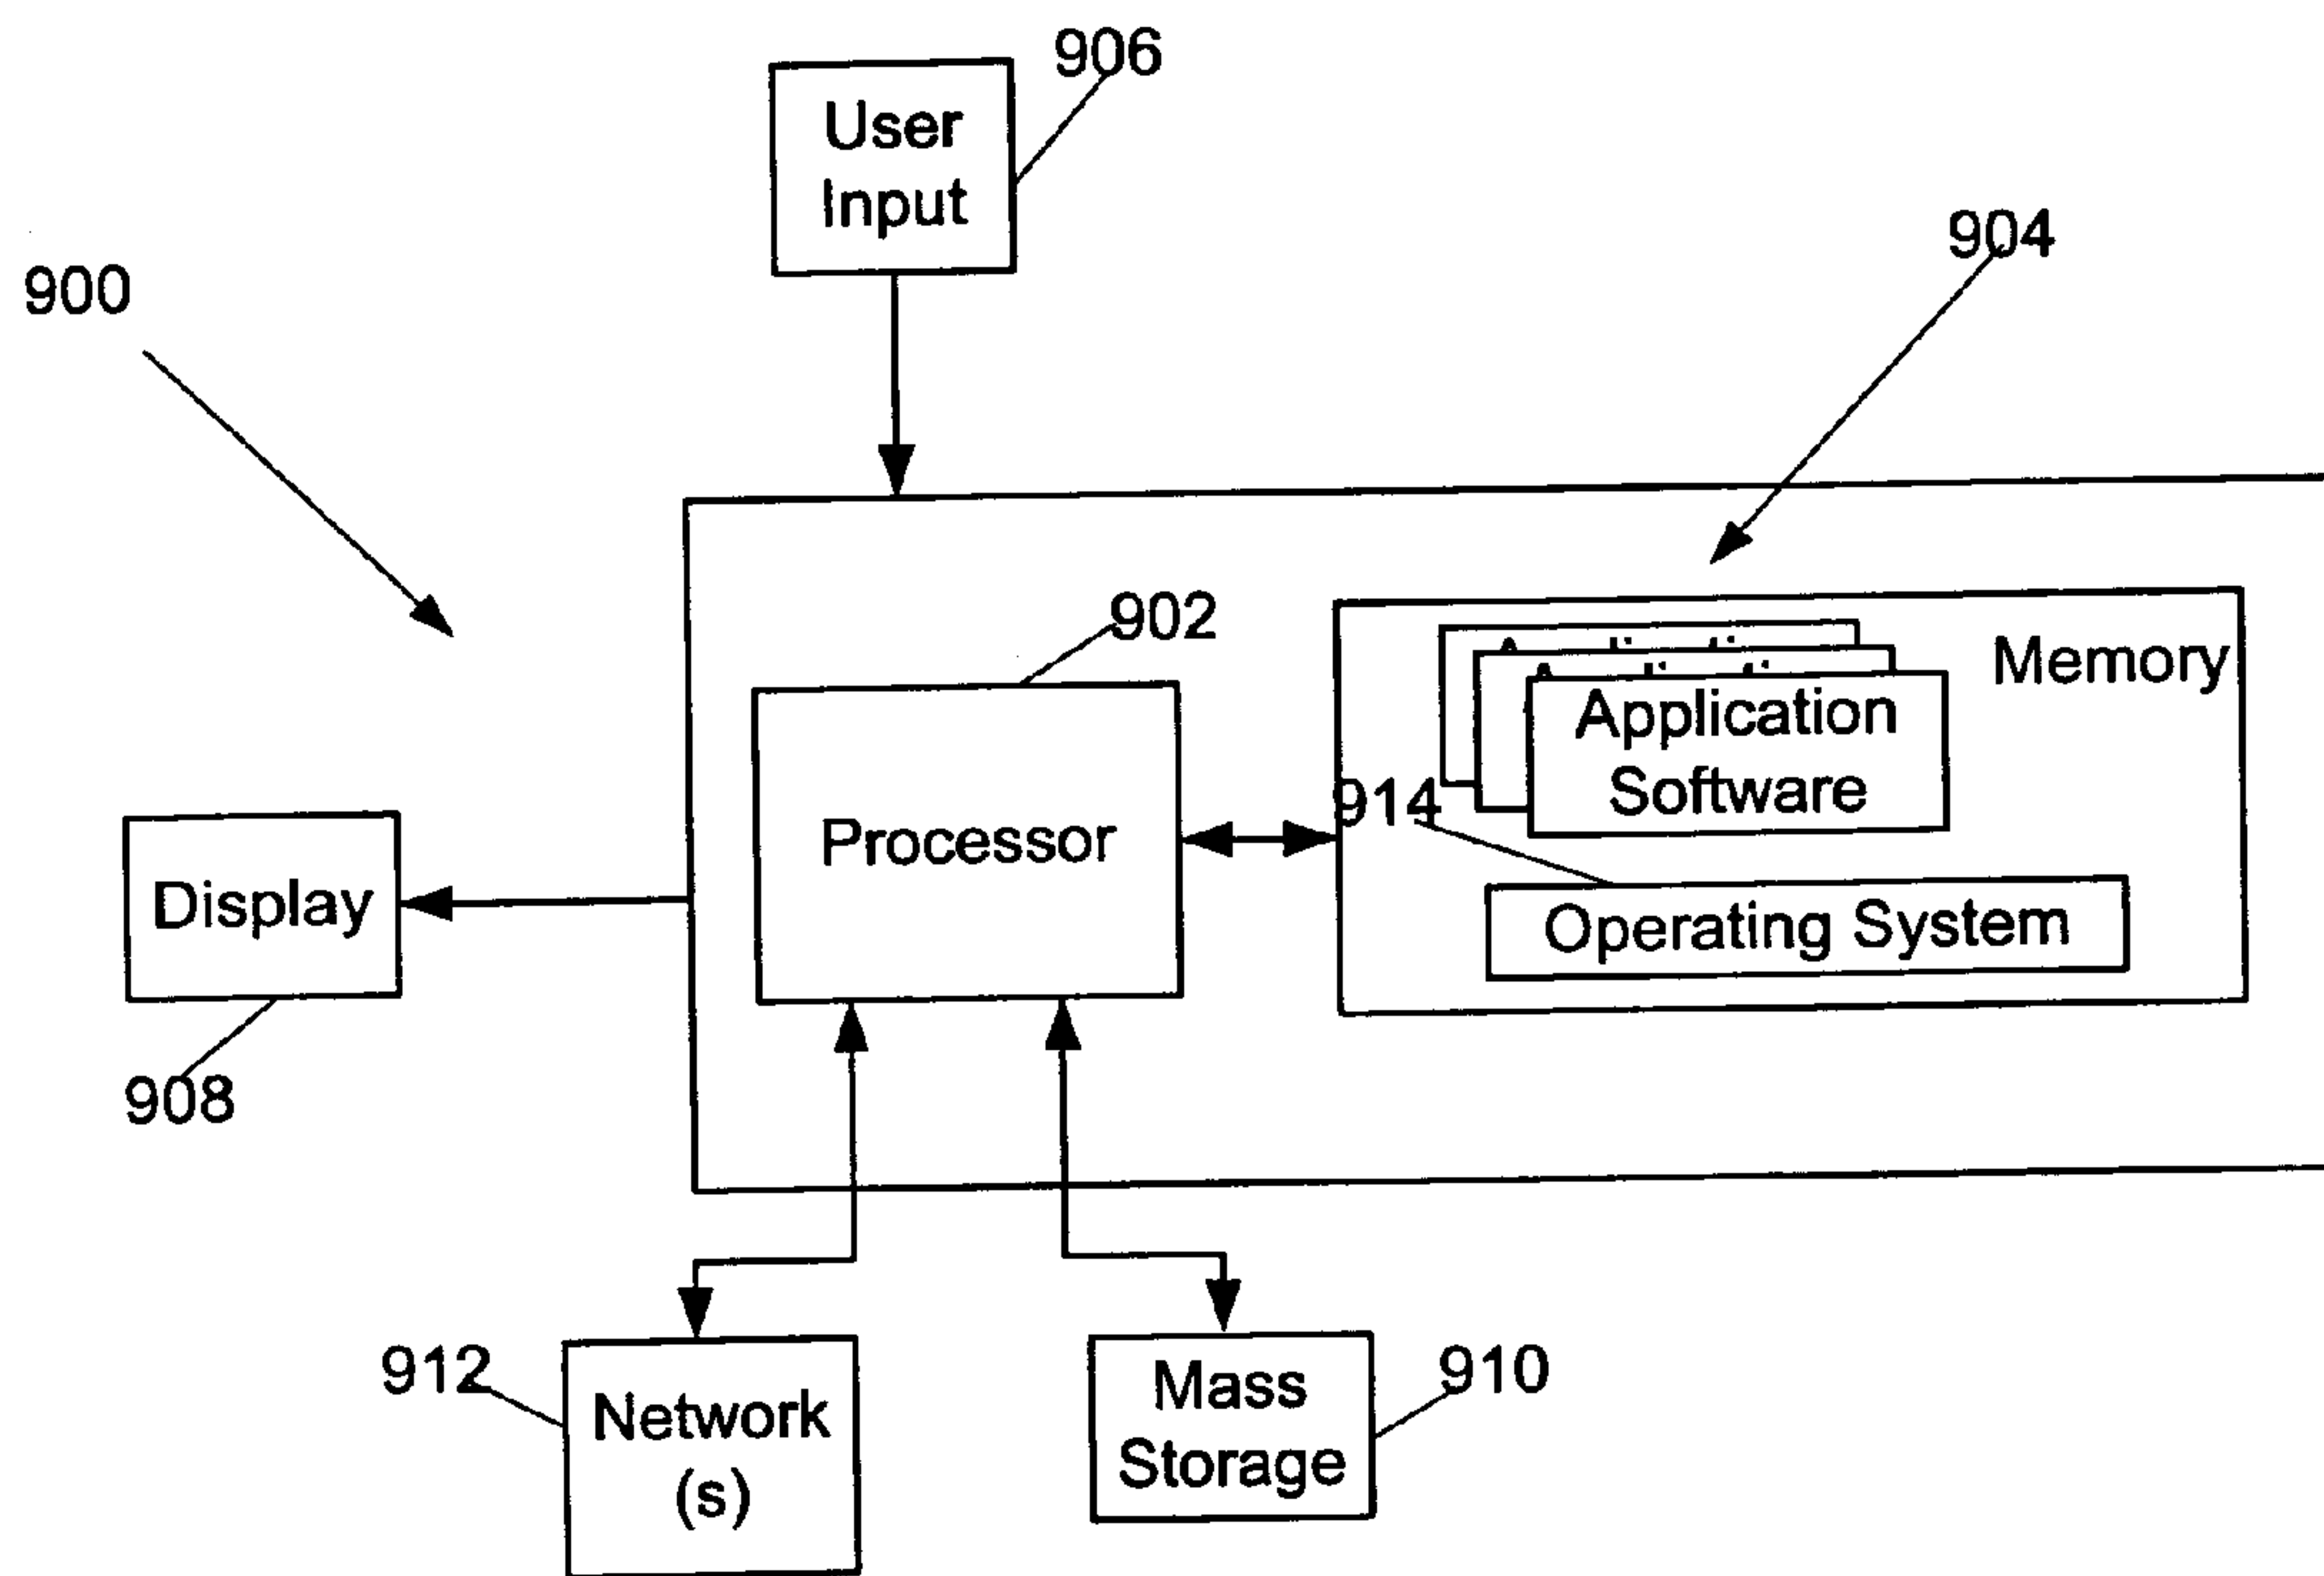 906
User
Input
904
900
902
Memory
Application
Software
914
Processor
Operating System
Display
908
912
Network
(s)
Mass
Storage
910